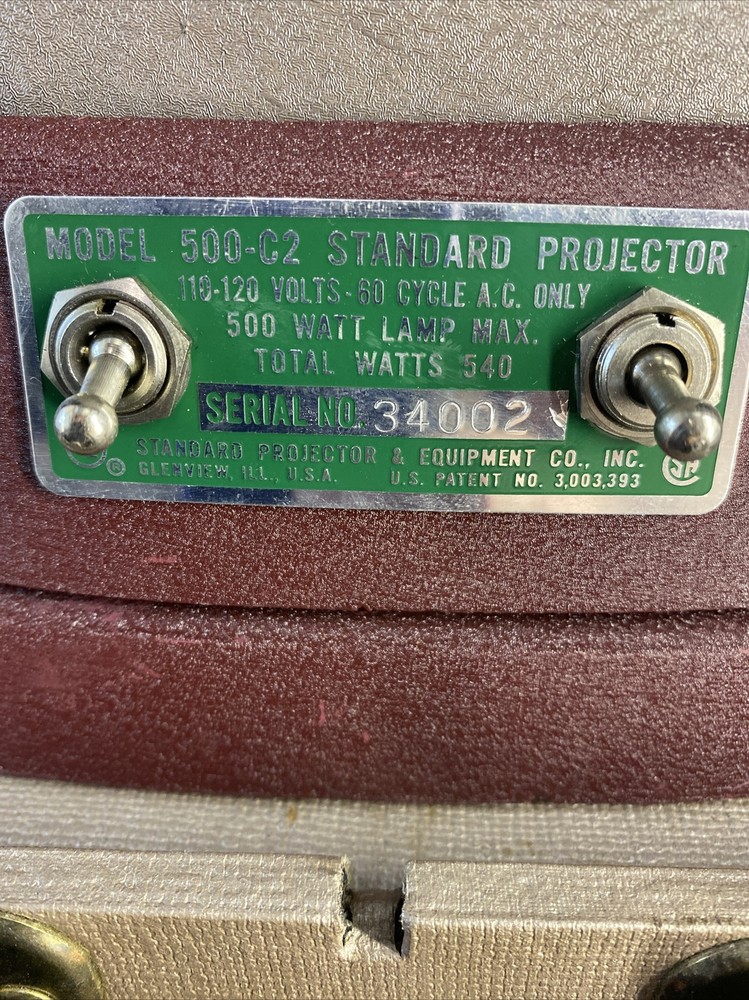 MODEL 500-C2 STANDARD PROJECTOR
110-120 VOLTS - 60 CYCLE A.C. ONLY
500 WATT LAMP MAX.
TOTAL WATTS 540
SERIAL NO. 34002
® STANDARD PROJECTOR & EQUIPMENT CO., INC.
GLENVIEW, ILL., U.S.A. U.S. PATENT NO. 3,003,393